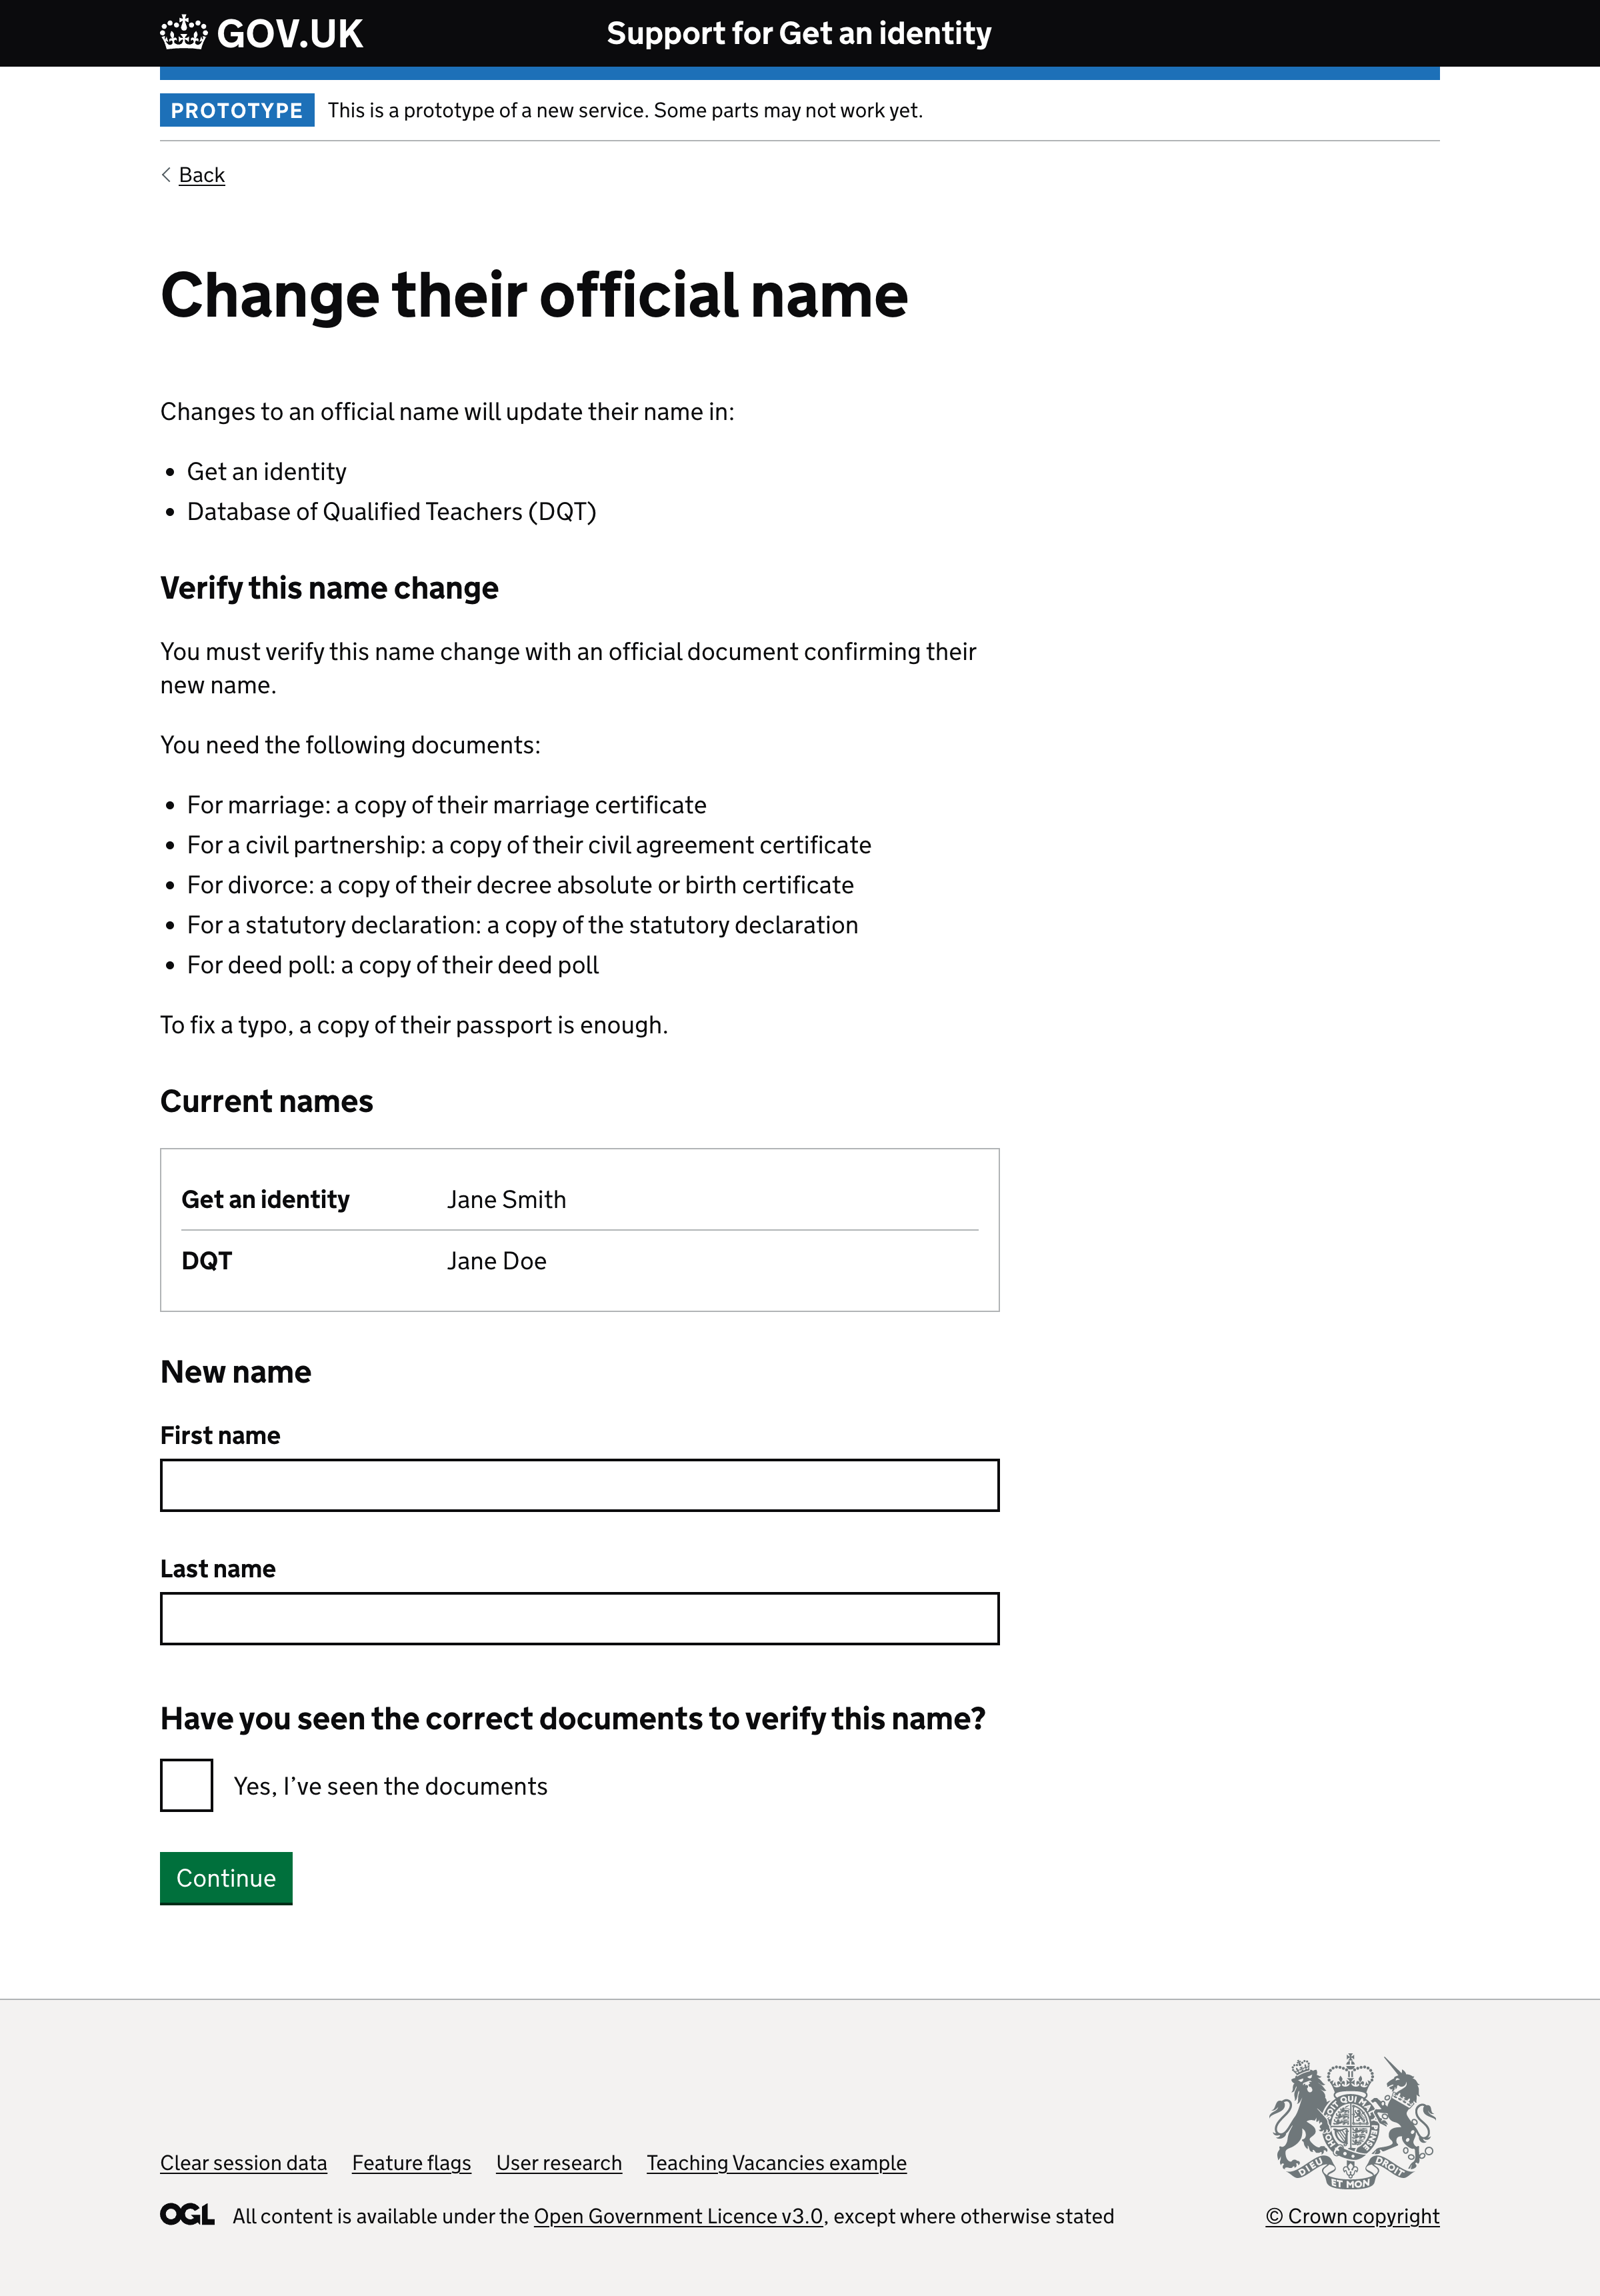 GOV.UK
Support for Get an identity
PROTOTYPE
This is a prototype of a new service. Some parts may not work yet.
Back
Change their official name
Changes to an official name will update their name in:
• Get an identity
• Database of Qualified Teachers (DQT)
Verify this name change
You must verify this name change with an official document confirming their
new name.
You need the following documents:
• For marriage: a copy of their marriage certificate
• For a civil partnership: a copy of their civil agreement certificate
• For divorce: a copy of their decree absolute or birth certificate
• For a statutory declaration: a copy of the statutory declaration
• For deed poll: a copy of their deed poll
To fix a typo, a copy of their passport is enough.
Current names
Get an identity Jane Smith
DQT Jane Doe
New name
First name
Last name
Have you seen the correct documents to verify this name?
Yes, I’ve seen the documents
Continue
Clear session data Feature flags User research Teaching Vacancies example
DIEU ET MON DROIT
OGL All content is available under the Open Government Licence v3.0, except where otherwise stated
© Crown copyright